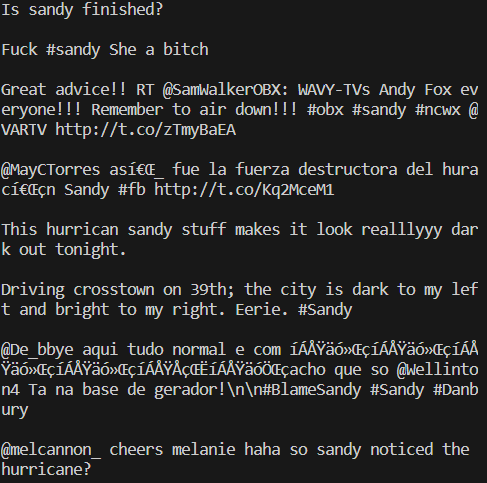 Is sandy finished?
Fuck #sandy She a bitch
Great advice!! RT @SamWalkerOBX: WAVY-TVs Andy Fox ev
eryone!!! Remember to air down!!! #obx #sandy #ncwx @
VARTV http://t.co/zTmyBaEA
@MayCTorres así€Œ_ fue la fuerza destructora del hura
cí€Œçn Sandy #fb http://t.co/Kq2MceM1
This hurrican sandy stuff makes it look realllyyy dar
k out tonight.
Driving crosstown on 39th; the city is dark to my lef
t and bright to my right. Eerie. #Sandy
@De_bbye aqui tudo normal e com íÁÅŸäó»ŒçíÁÅŸäó»ŒçíÁÅ
Ÿäó»ŒçíÁÅŸäó»ŒçíÁÅŸÅçŒËíÁÅŸäóÖŒçacho que so @Wellinto
n4 Ta na base de gerador!\n\n#BlameSandy #Sandy #Danb
ury
@melcannon_ cheers melanie haha so sandy noticed the
hurricane?